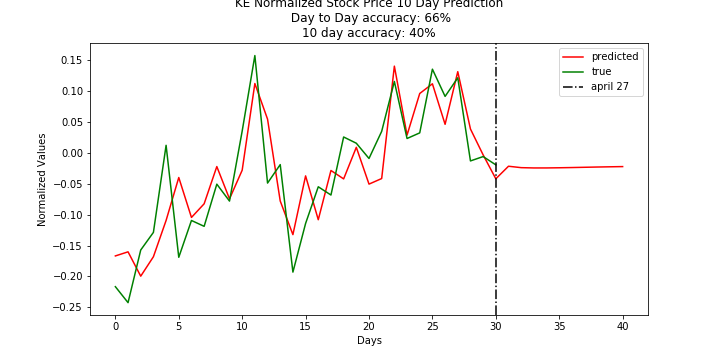 KE Normalized Stock Price 10 Day Prediction
Day to Day accuracy: 66%
10 day accuracy: 40%
predicted
true
april 27
Normalized Values
0.15
0.10
0.05
0.00
−0.05
−0.10
−0.15
−0.20
−0.25
0 5 10 15 20 25 30 35 40
Days